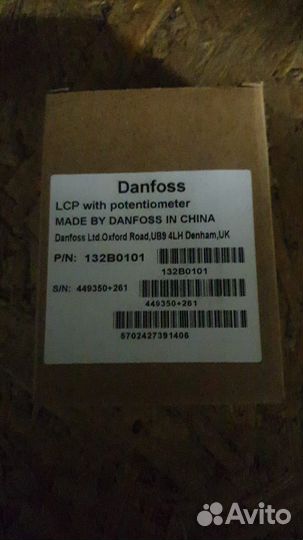 Danfoss
LCP with potentiometer
MADE BY DANFOSS IN CHINA
Danfoss Ltd.Oxford Road,UB9 4LH Denham,UK
P/N: 132B0101
132B0101
S/N: 449350+261
449350+261
5702427391406
Avito